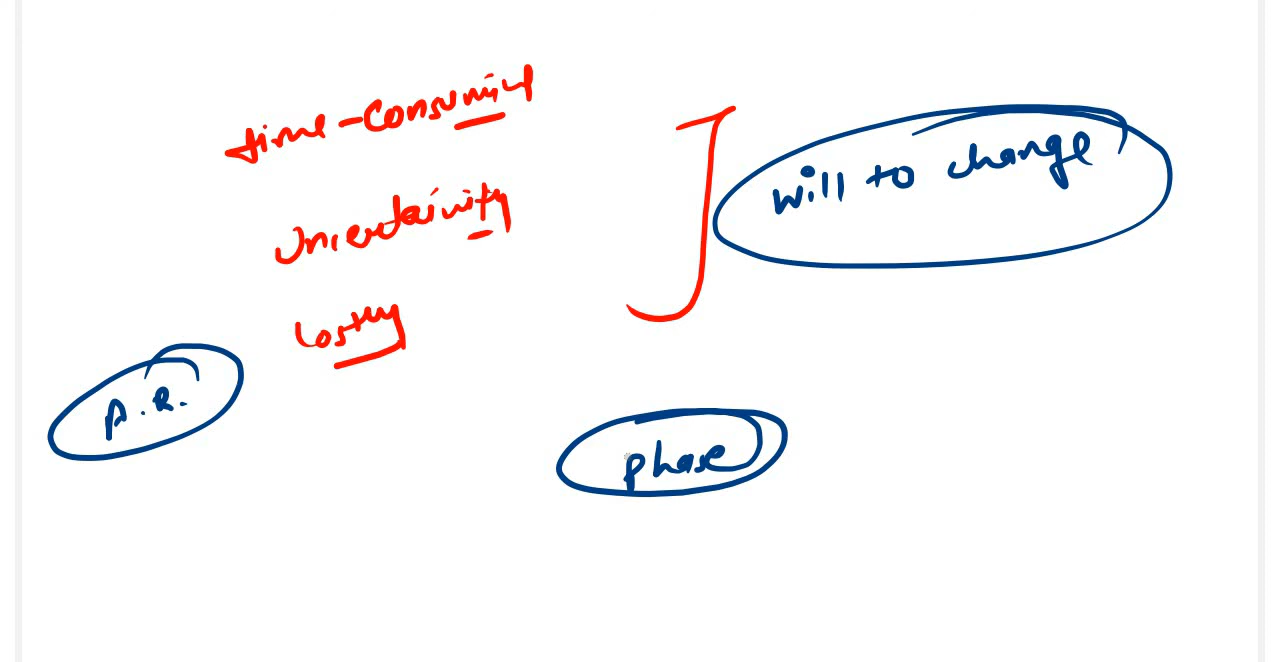 time-consuming
will to change
Uncertainity
Costly
P.R.
phase